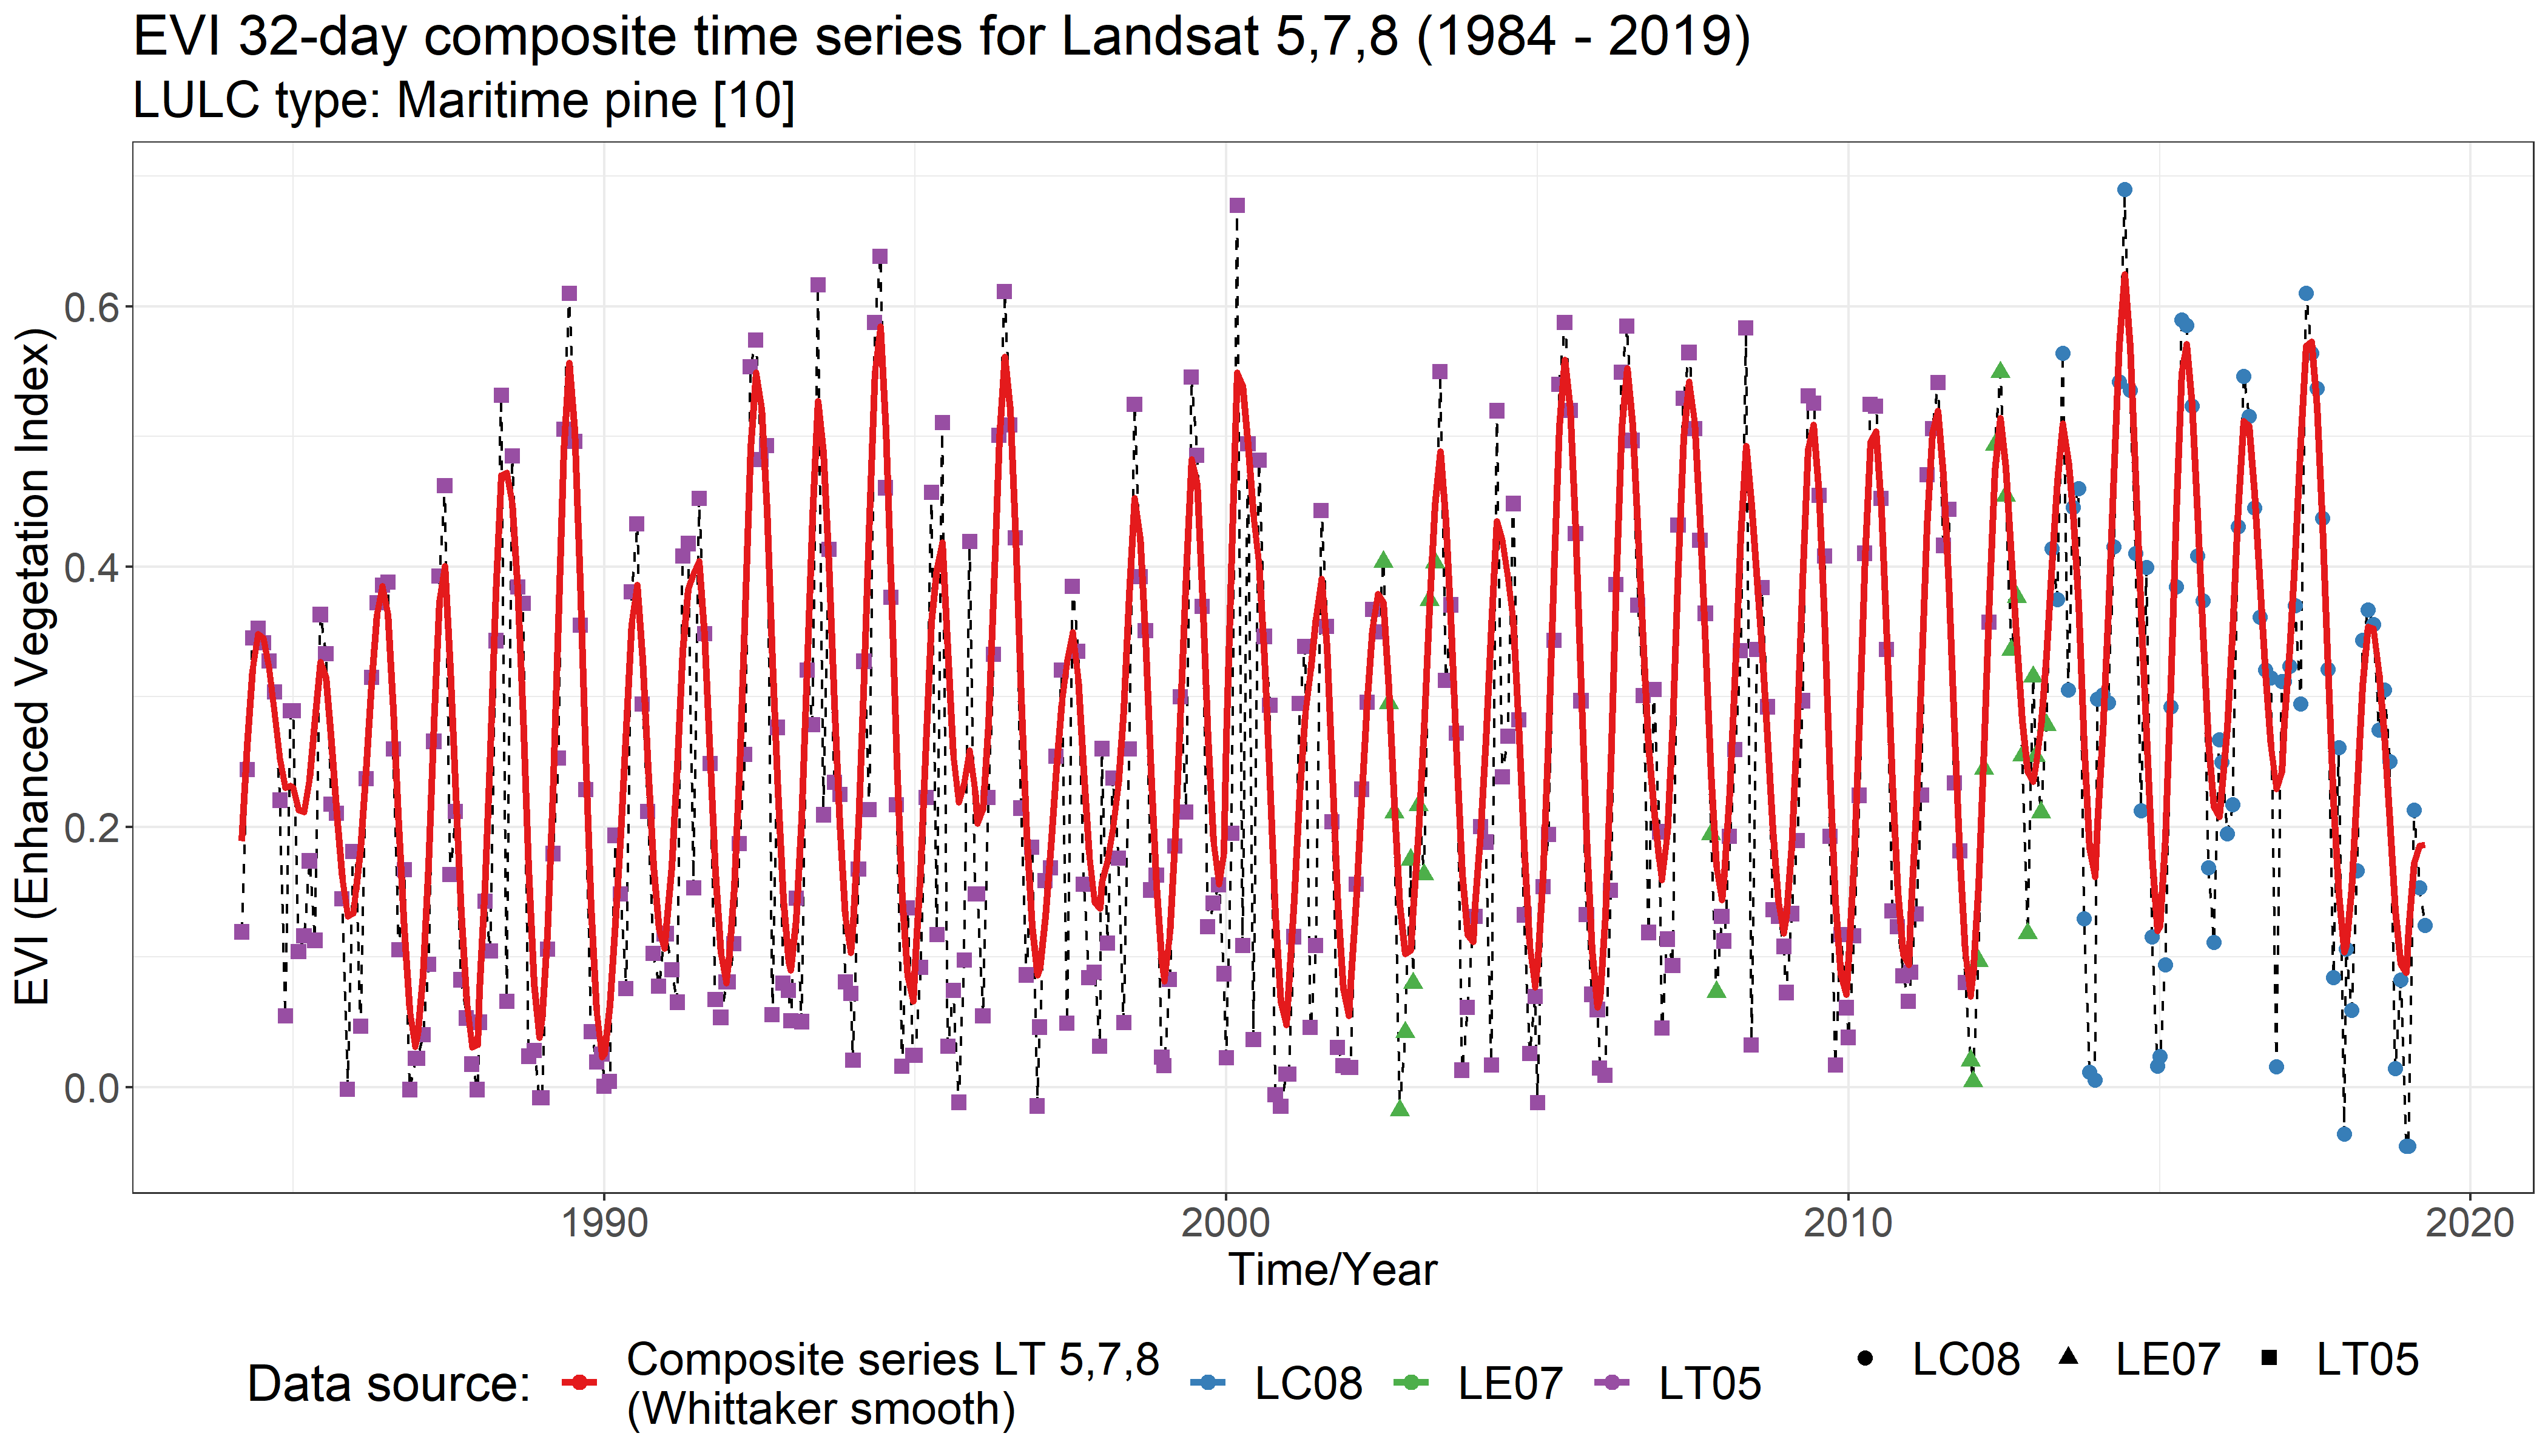 EVI 32-day composite time series for Landsat 5,7,8 (1984 - 2019)
LULC type: Maritime pine [10]
EVI (Enhanced Vegetation Index)
0.6
0.4
0.2
0.0
1990 2000 2010 2020
Time/Year
Data source: Composite series LT 5,7,8
(Whittaker smooth) LC08 LE07 LT05 LC08 LE07 LT05